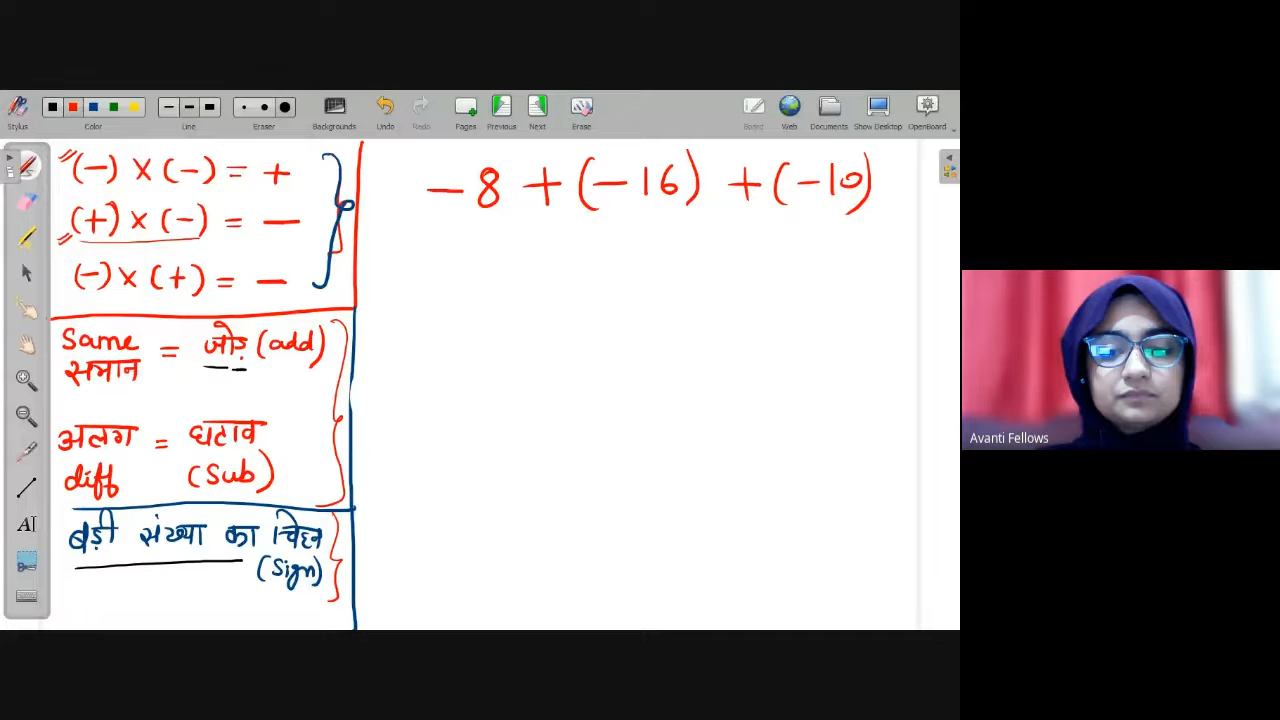 Stylus Color Line Eraser Backgrounds Undo Redo Pages Previous Next Erase Board Web Documents Show Desktop OpenBoard
(-) × (-) = +
(+) × (-) = -
(-) × (+) = -
Same = जोड़ (add)
समान
अलग = घटाव
diff (Sub)
बड़ी संख्या का चिह्न
(Sign)
-8 + (-16) + (-10)
Avanti Fellows